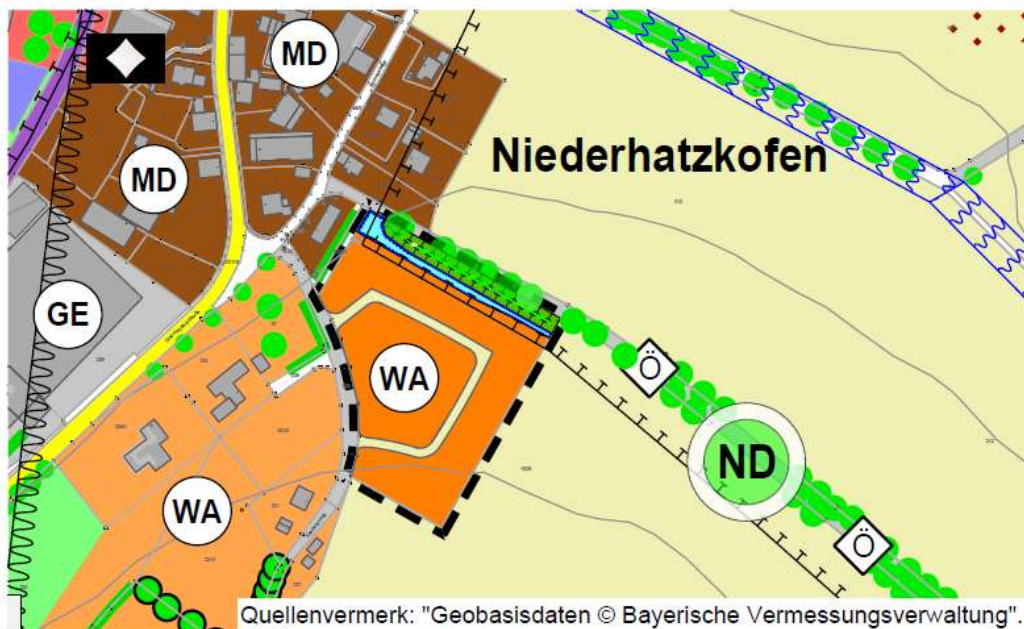 MD
MD
Niederhatzkofen
GE
WA
Ö
ND
WA
Ö
Quellenvermerk: "Geobasisdaten © Bayerische Vermessungsverwaltung".